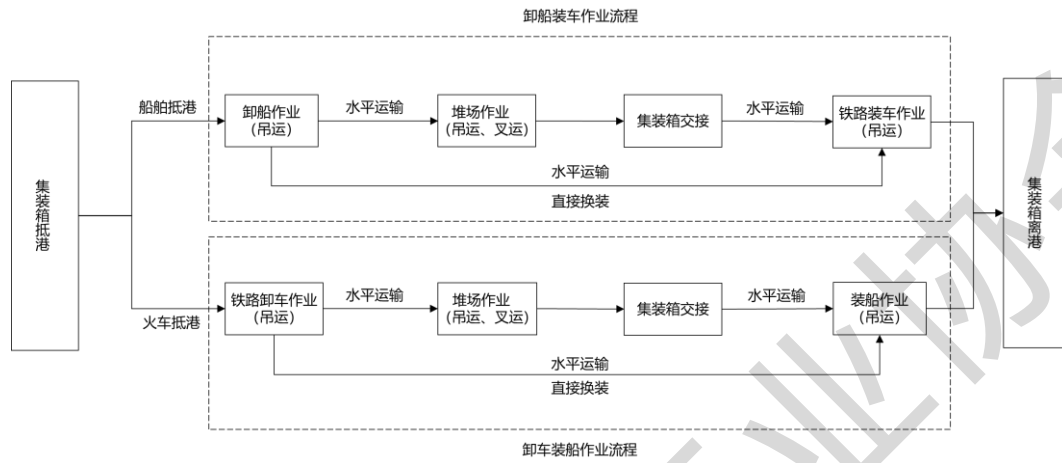 卸船装车作业流程
集装箱抵港
船舶抵港
卸船作业
（吊运）
水平运输
堆场作业
（吊运、叉运）
集装箱交接
水平运输
铁路装车作业
（吊运）
水平运输
直接换装
火车抵港
铁路卸车作业
（吊运）
水平运输
堆场作业
（吊运、叉运）
集装箱交接
水平运输
装船作业
（吊运）
水平运输
直接换装
集装箱离港
卸车装船作业流程
业协会